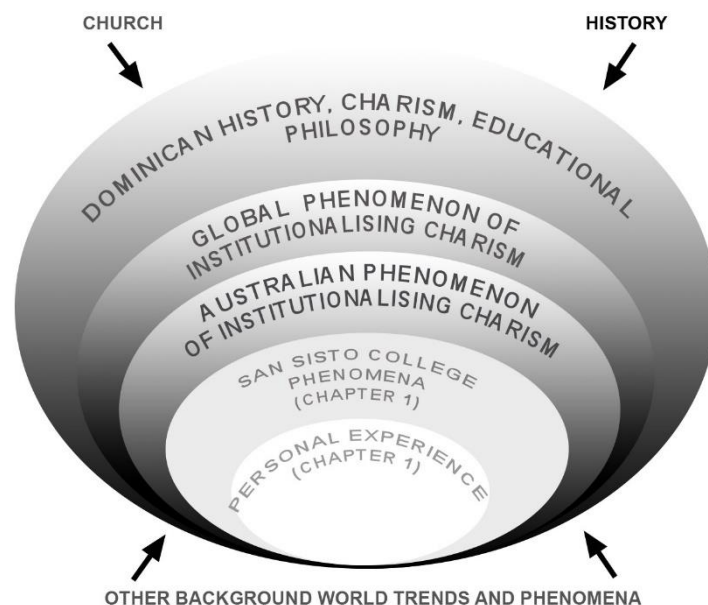 CHURCH
HISTORY
DOMINICAN HISTORY, CHARISM, EDUCATIONAL
PHILOSOPHY
GLOBAL PHENOMENON OF
INSTITUTIONALISING CHARISM
AUSTRALIAN PHENOMENON
OF INSTITUTIONALISING CHARISM
SAN SISTO COLLEGE
PHENOMENA
(CHAPTER 1)
PERSONAL EXPERIENCE
(CHAPTER 1)
OTHER BACKGROUND WORLD TRENDS AND PHENOMENA